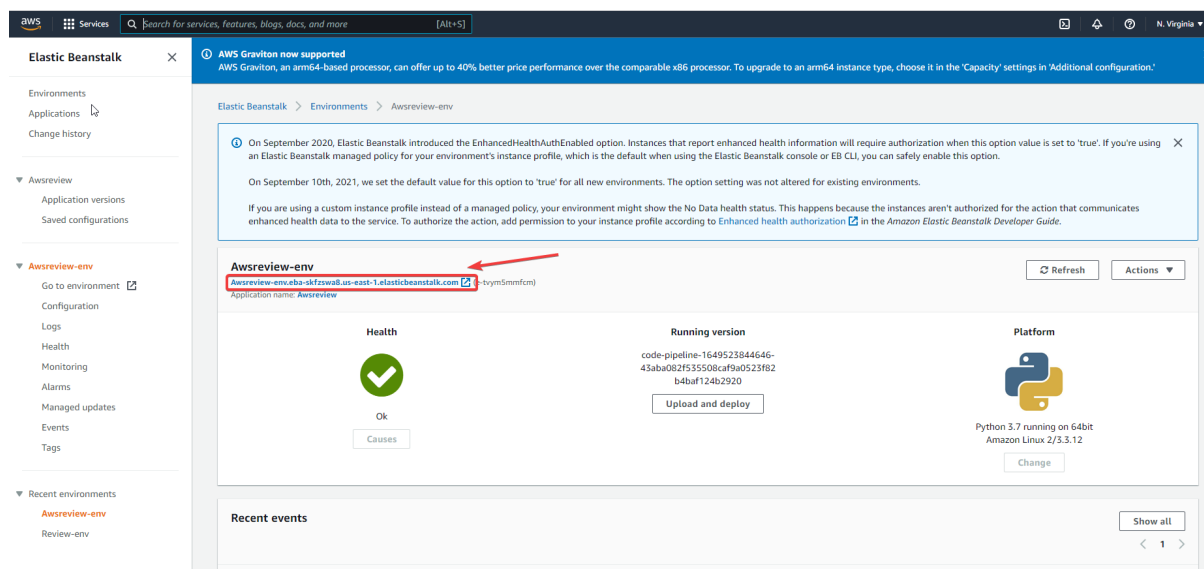 aws
Services
Search for services, features, blogs, docs, and more
[Alt+S]
N. Virginia
Elastic Beanstalk
Environments
Applications
Change history
Awsreview
Application versions
Saved configurations
Awsreview-env
Go to environment
Configuration
Logs
Health
Monitoring
Alarms
Managed updates
Events
Tags
Recent environments
Awsreview-env
Review-env
AWS Graviton now supported
AWS Graviton, an arm64-based processor, can offer up to 40% better price performance over the comparable x86 processor. To upgrade to an arm64 instance type, choose it in the 'Capacity' settings in 'Additional configuration.'
Elastic Beanstalk > Environments > Awsreview-env
On September 2020, Elastic Beanstalk introduced the EnhancedHealthAuthEnabled option. Instances that report enhanced health information will require authorization when this option value is set to 'true'. If you're using
an Elastic Beanstalk managed policy for your environment's instance profile, which is the default when using the Elastic Beanstalk console or EB CLI, you can safely enable this option.
On September 10th, 2021, we set the default value for this option to 'true' for all new environments. The option setting was not altered for existing environments.
If you are using a custom instance profile instead of a managed policy, your environment might show the No Data health status. This happens because the instances aren't authorized for the action that communicates
enhanced health data to the service. To authorize the action, add permission to your instance profile according to Enhanced health authorization in the Amazon Elastic Beanstalk Developer Guide.
Awsreview-env
Awsreview-env.eba-skfzswa8.us-east-1.elasticbeanstalk.com (e-tvym5mmfcm)
Application name: Awsreview
Refresh
Actions
Health
Ok
Causes
Running version
code-pipeline-1649523844646-
43aba082f535508caf9a0523f82
b4baf124b2920
Upload and deploy
Platform
Python 3.7 running on 64bit
Amazon Linux 2/3.3.12
Change
Recent events
Show all
< 1 >